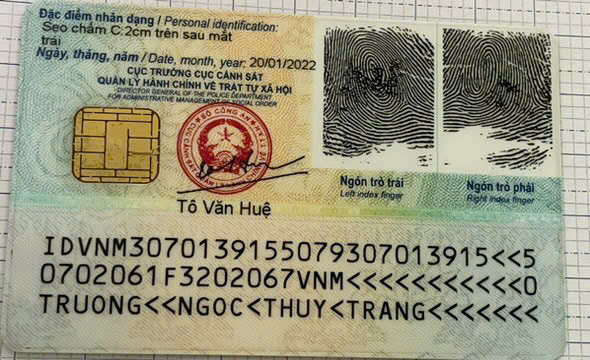 Đặc điểm nhân dạng / Personal identification:
Sẹo chấm C:2cm trên sau mắt
trái
Ngày, tháng, năm / Date, month, year: 20/01/2022
CỤC TRƯỞNG CỤC CẢNH SÁT
QUẢN LÝ HÀNH CHÍNH VỀ TRẬT TỰ XÃ HỘI
DIRECTOR GENERAL OF THE POLICE DEPARTMENT
FOR ADMINISTRATIVE MANAGEMENT OF SOCIAL ORDER
BỘ CÔNG AN
Tô Văn Huệ
Ngón trỏ trái
Left index finger
Ngón trỏ phải
Right index finger
IDVNM3070139155079307013915<<5
0702061F3202067VNM<<<<<<<<<<<0
TRUONG<<NGOC<THUY<TRANG<<<<<<<